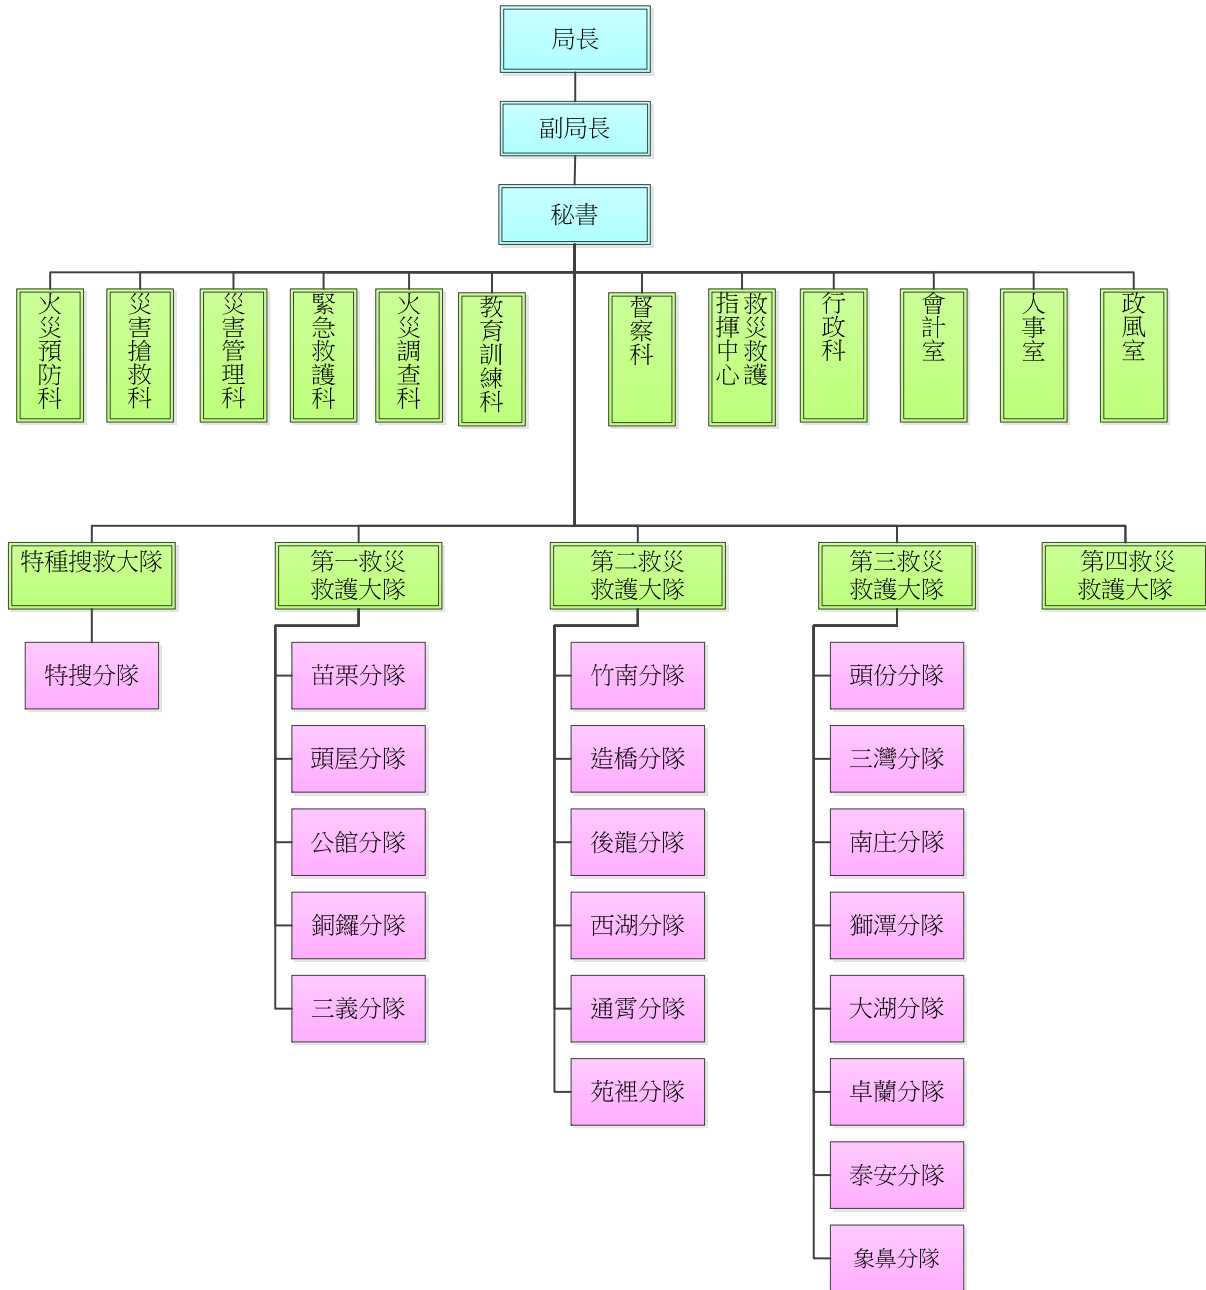 局長
副局長
秘書
火災預防科
災害搶救科
災害管理科
緊急救護科
火災調查科
教育訓練科
督察科
救災救護
指揮中心
行政科
會計室
人事室
政風室
特種搜救大隊
第一救災
救護大隊
第二救災
救護大隊
第三救災
救護大隊
第四救災
救護大隊
特搜分隊
苗栗分隊
頭屋分隊
公館分隊
銅鑼分隊
三義分隊
竹南分隊
造橋分隊
後龍分隊
西湖分隊
通霄分隊
苑裡分隊
頭份分隊
三灣分隊
南庄分隊
獅潭分隊
大湖分隊
卓蘭分隊
泰安分隊
象鼻分隊